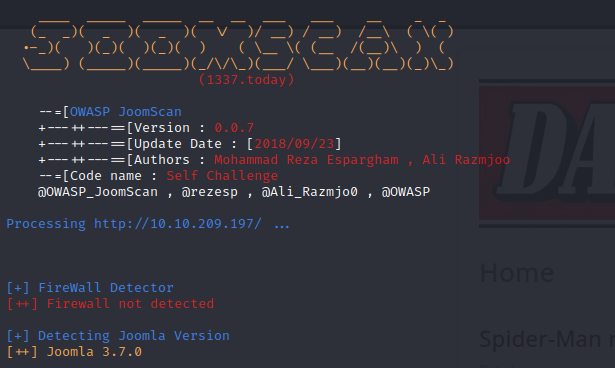 (1337.today)
--=[OWASP JoomScan
+---++---==[Version : 0.0.7
+---++---==[Update Date : [2018/09/23]
+---++---==[Authors : Mohammad Reza Espargham , Ali Razmjoo
--=[Code name : Self Challenge
@OWASP_JoomScan , @rezesp , @Ali_Razmjo0 , @OWASP
Processing http://10.10.209.197/ ...
[+] FireWall Detector
[++] Firewall not detected
[+] Detecting Joomla Version
[++] Joomla 3.7.0
DA
Home
Spider-Man